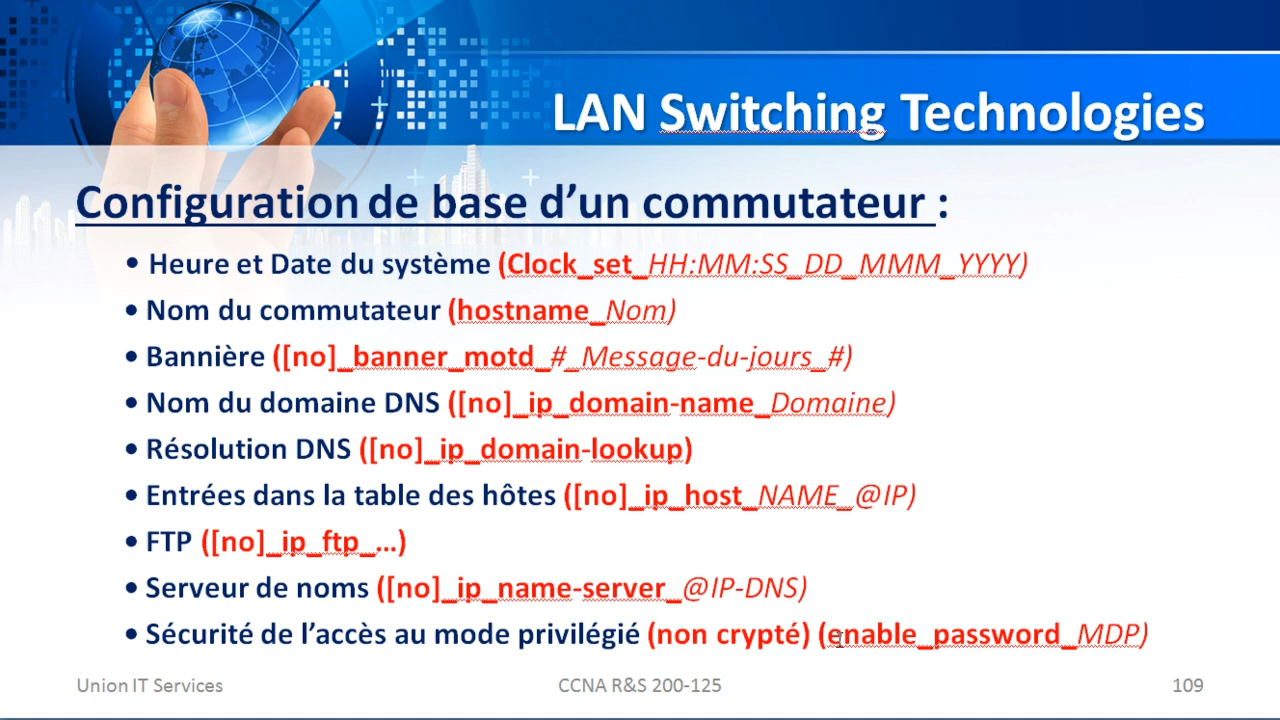 LAN Switching Technologies
Configuration de base d’un commutateur :
• Heure et Date du système (Clock_set_HH:MM:SS_DD_MMM_YYYY)
• Nom du commutateur (hostname_Nom)
• Bannière ([no]_banner_motd_#_Message-du-jours_#)
• Nom du domaine DNS ([no]_ip_domain-name_Domaine)
• Résolution DNS ([no]_ip_domain-lookup)
• Entrées dans la table des hôtes ([no]_ip_host_NAME_@IP)
• FTP ([no]_ip_ftp_…)
• Serveur de noms ([no]_ip_name-server_@IP-DNS)
• Sécurité de l’accès au mode privilégié (non crypté) (enable_password_MDP)
Union IT Services
CCNA R&S 200-125
109